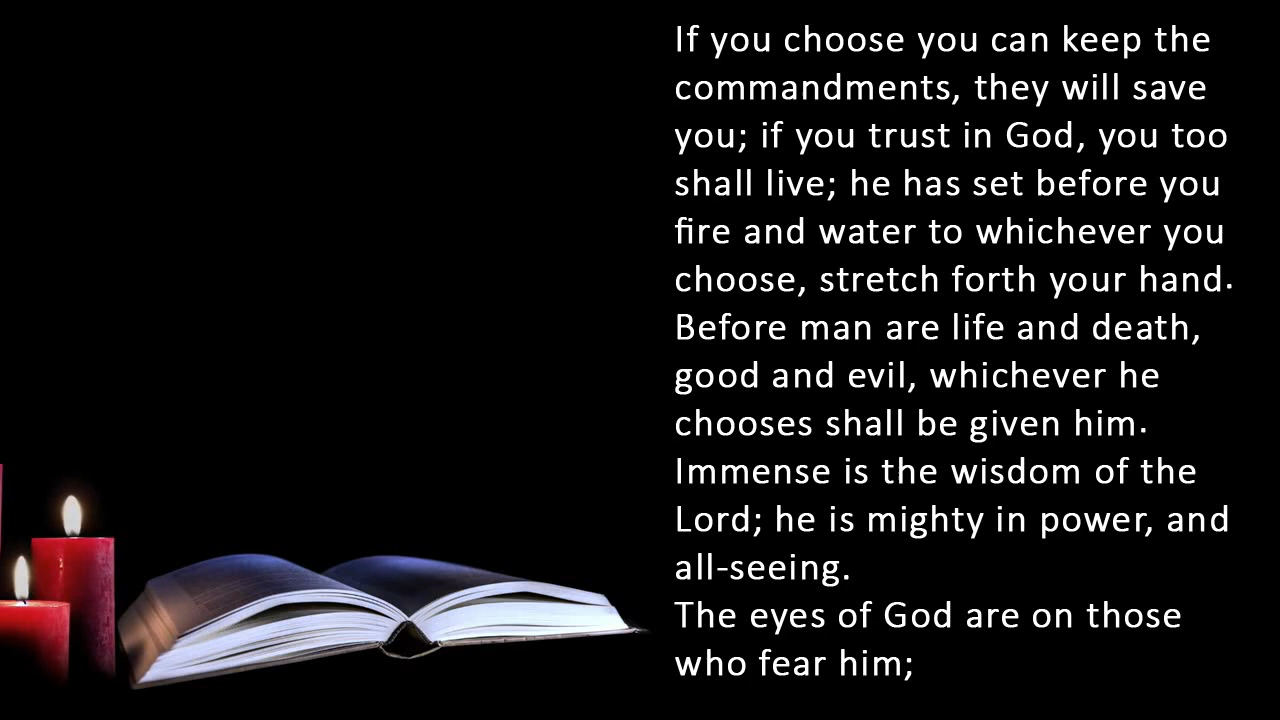 If you choose you can keep the
commandments, they will save
you; if you trust in God, you too
shall live; he has set before you
fire and water to whichever you
choose, stretch forth your hand.
Before man are life and death,
good and evil, whichever he
chooses shall be given him.
Immense is the wisdom of the
Lord; he is mighty in power, and
all-seeing.
The eyes of God are on those
who fear him;